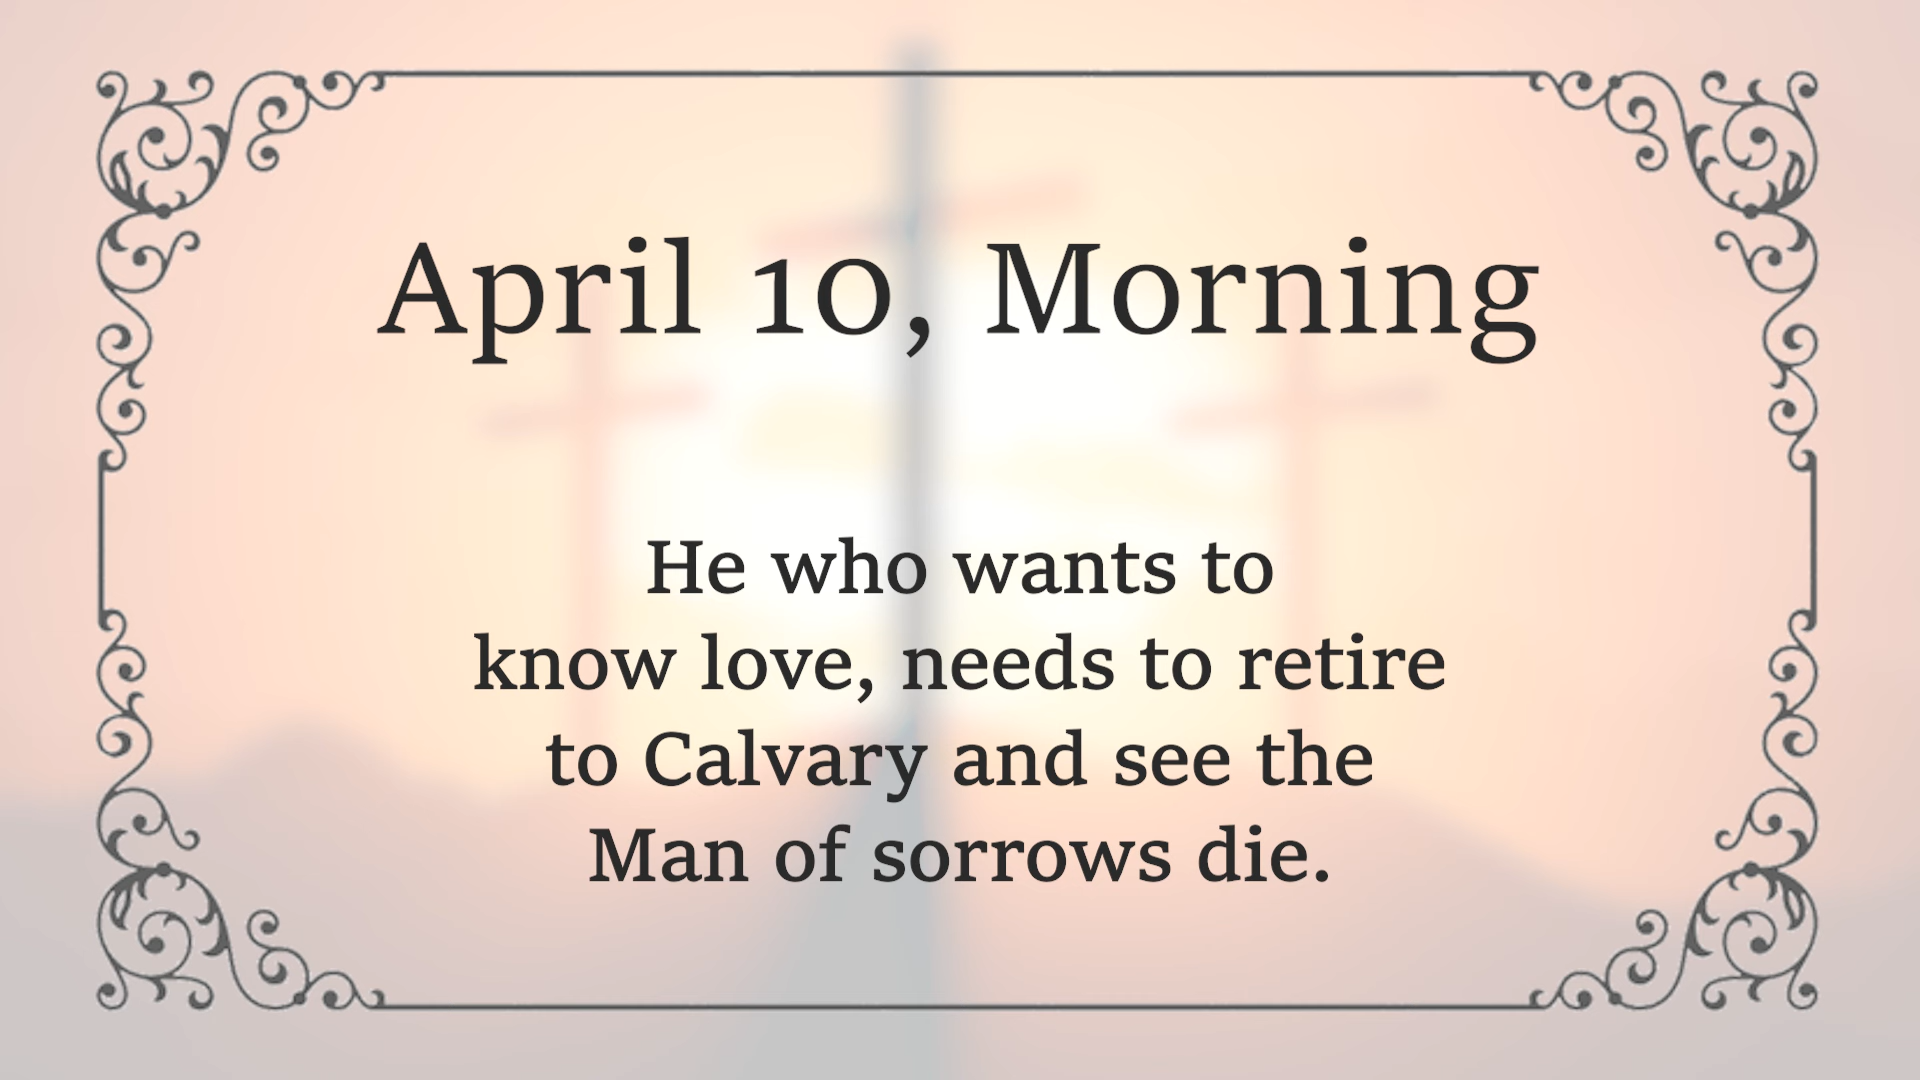 April 10, Morning
He who wants to
know love, needs to retire
to Calvary and see the
Man of sorrows die.